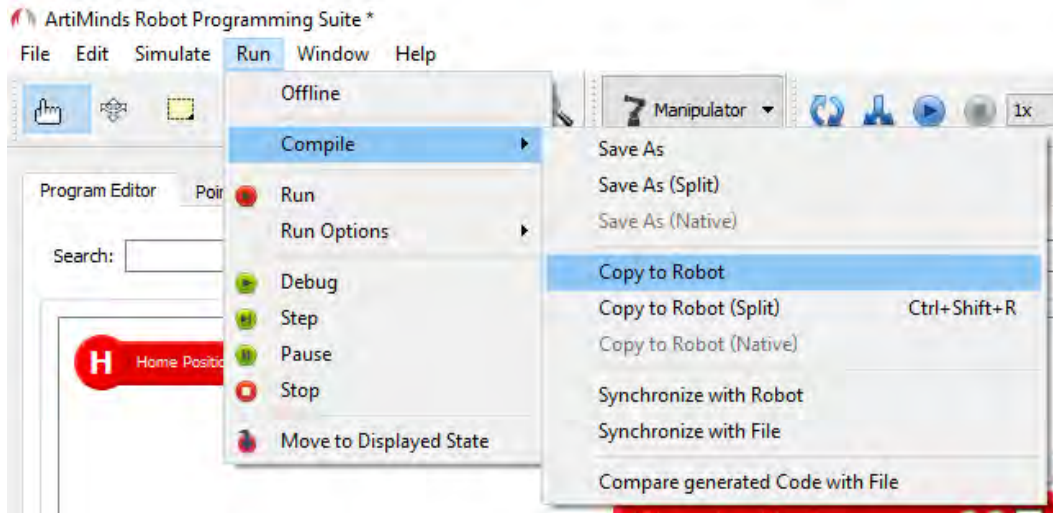 ArtiMinds Robot Programming Suite *
File Edit Simulate Run Window Help
Manipulator 1x
Program Editor
Search:
H Home
Offline
Compile
Run
Run Options
Debug
Step
Pause
Stop
Move to Displayed State
Save As
Save As (Split)
Save As (Native)
Copy to Robot
Copy to Robot (Split) Ctrl+Shift+R
Copy to Robot (Native)
Synchronize with Robot
Synchronize with File
Compare generated Code with File